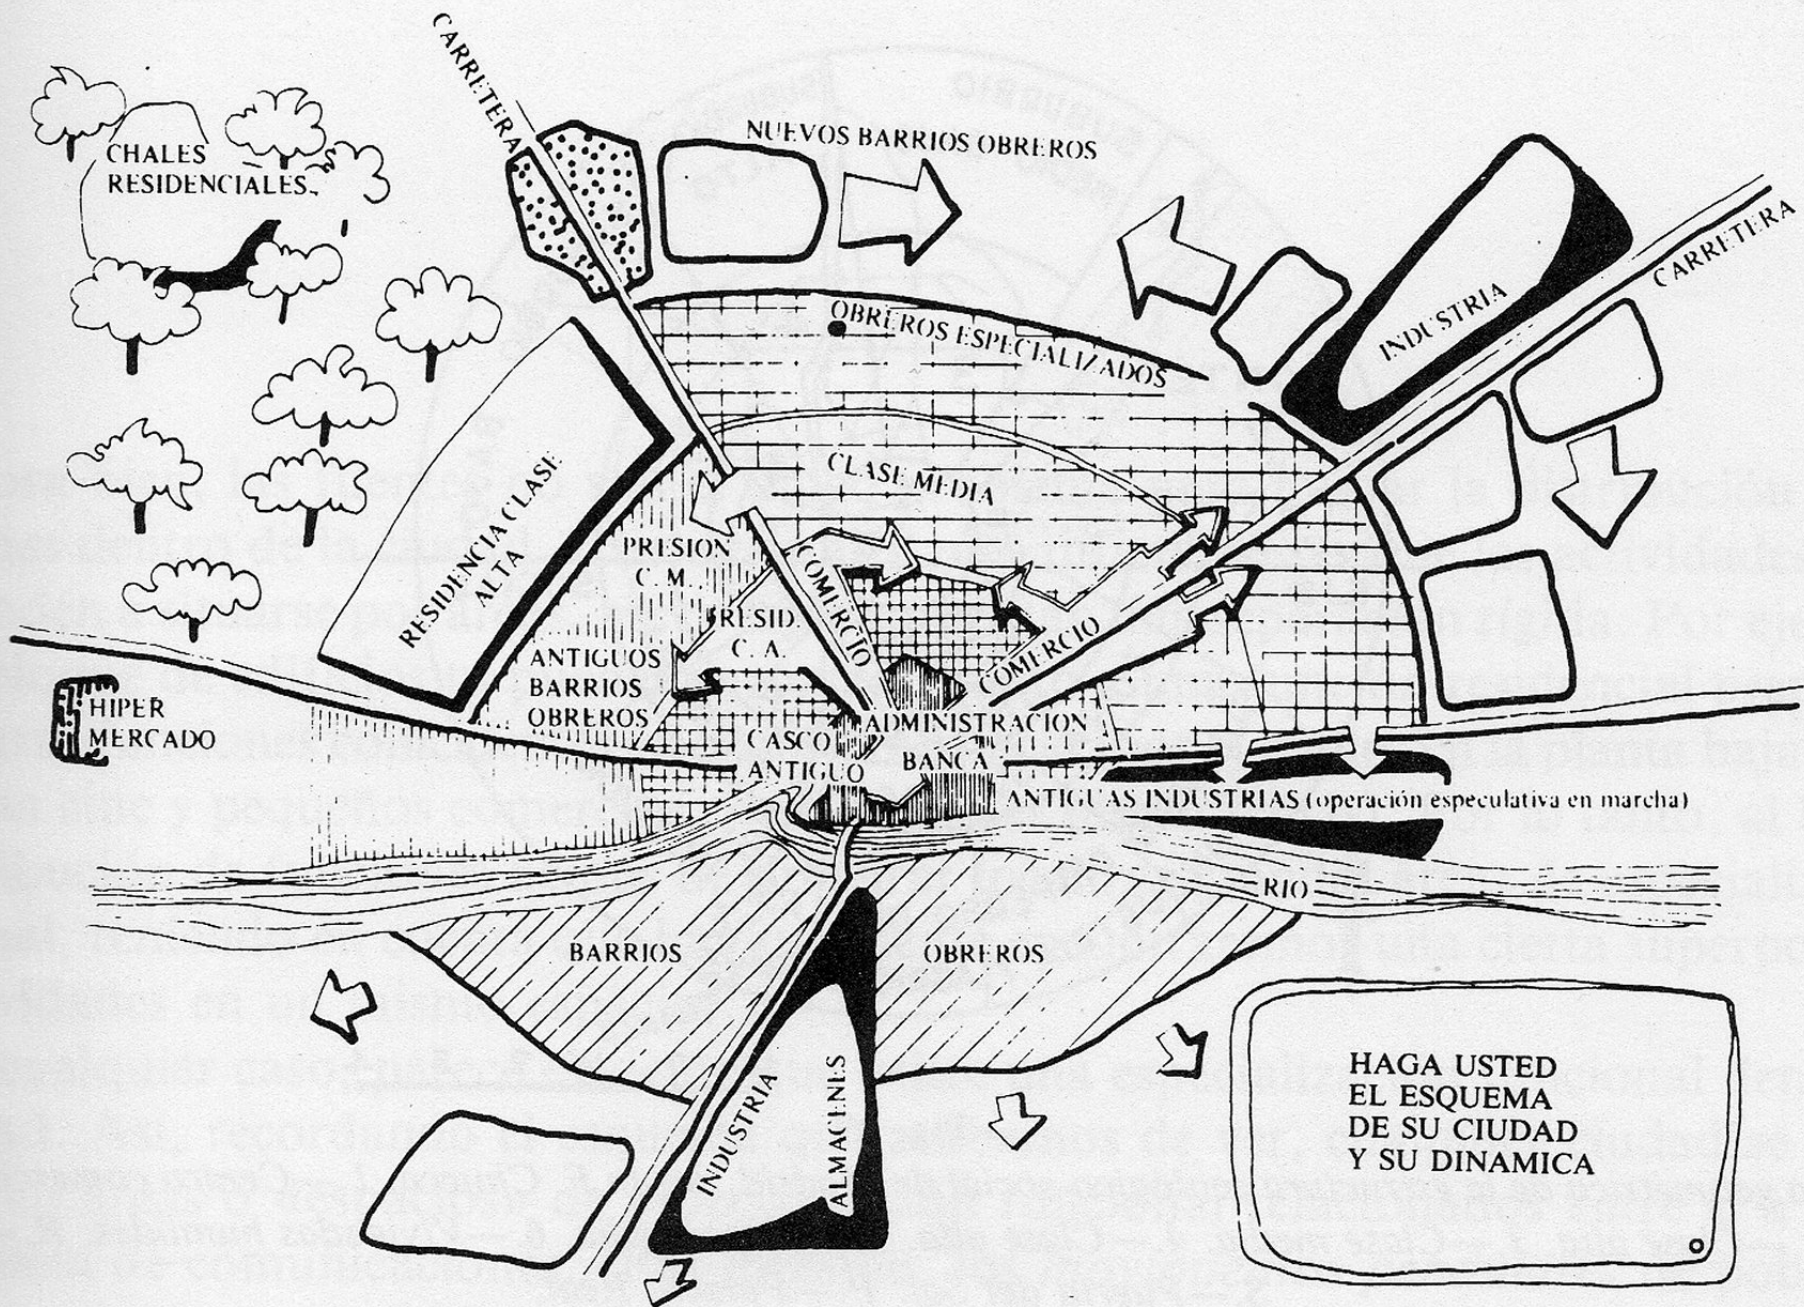 CARRETERA
CHALES
RESIDENCIALES
NUEVOS BARRIOS OBREROS
CARRETERA
INDUSTRIA
OBREROS ESPECIALIZADOS
CLASE MEDIA
RESIDENCIA CLASE
ALTA
PRESION
C. M.
COMERCIO
RESID.
C. A.
COMERCIO
ANTIGUOS
BARRIOS
OBREROS
HIPER
MERCADO
CASCO
ANTIGUO
ADMINISTRACION
BANCA
ANTIGUAS INDUSTRIAS (operación especulativa en marcha)
RIO
BARRIOS
OBREROS
INDUSTRIA
ALMACENES
HAGA USTED
EL ESQUEMA
DE SU CIUDAD
Y SU DINAMICA